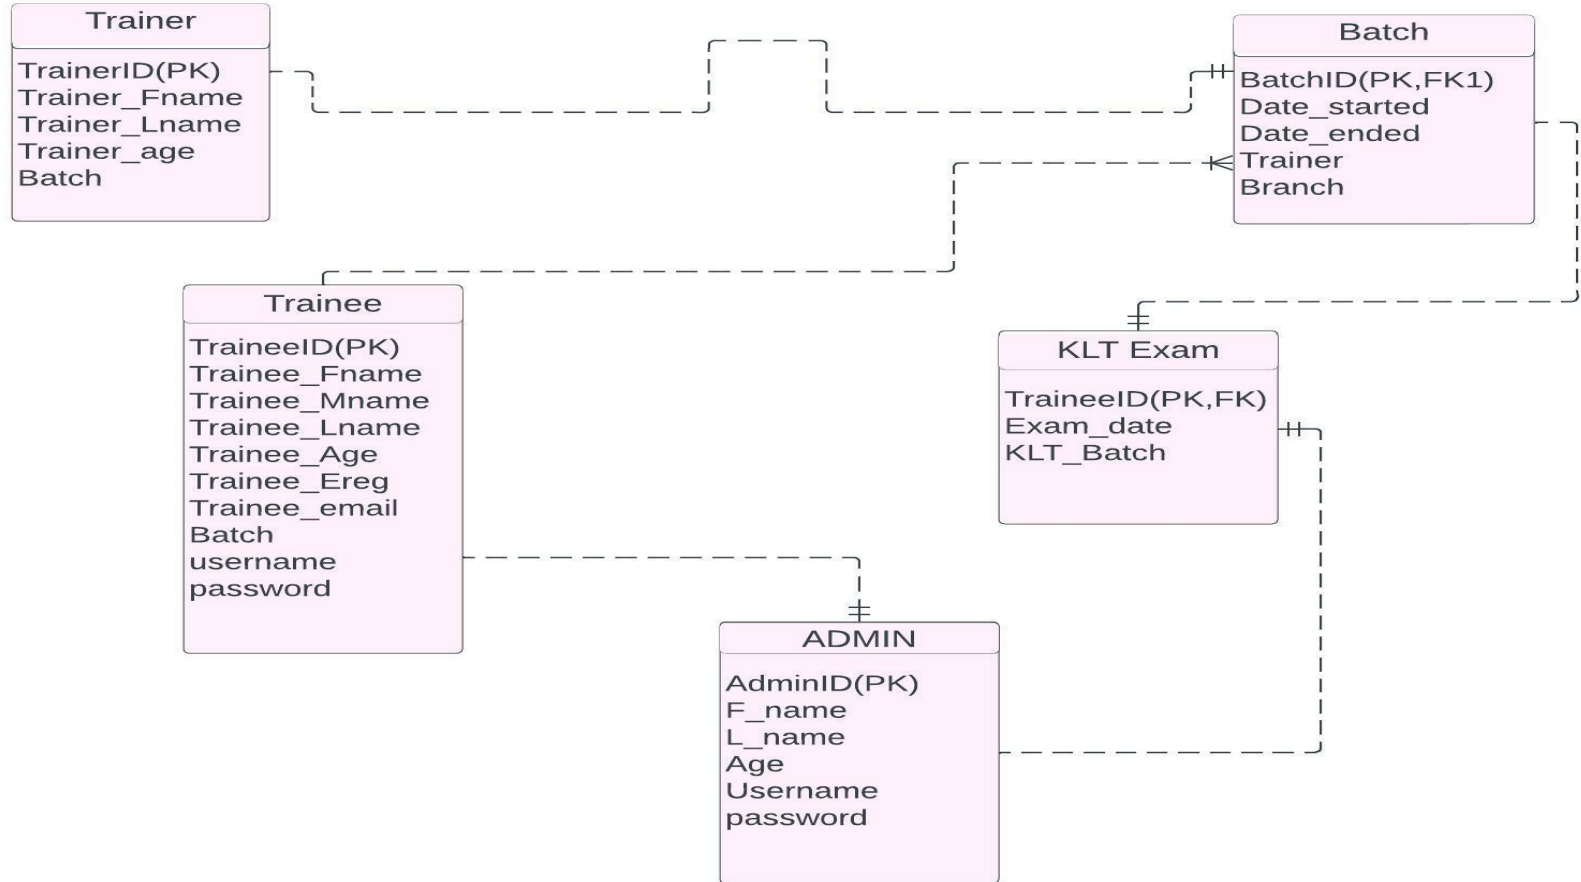 Trainer
TrainerID(PK)
Trainer_Fname
Trainer_Lname
Trainer_age
Batch
Batch
BatchID(PK,FK1)
Date_started
Date_ended
Trainer
Branch
Trainee
TraineeID(PK)
Trainee_Fname
Trainee_Mname
Trainee_Lname
Trainee_Age
Trainee_Ereg
Trainee_email
Batch
username
password
KLT Exam
TraineeID(PK,FK)
Exam_date
KLT_Batch
ADMIN
AdminID(PK)
F_name
L_name
Age
Username
password